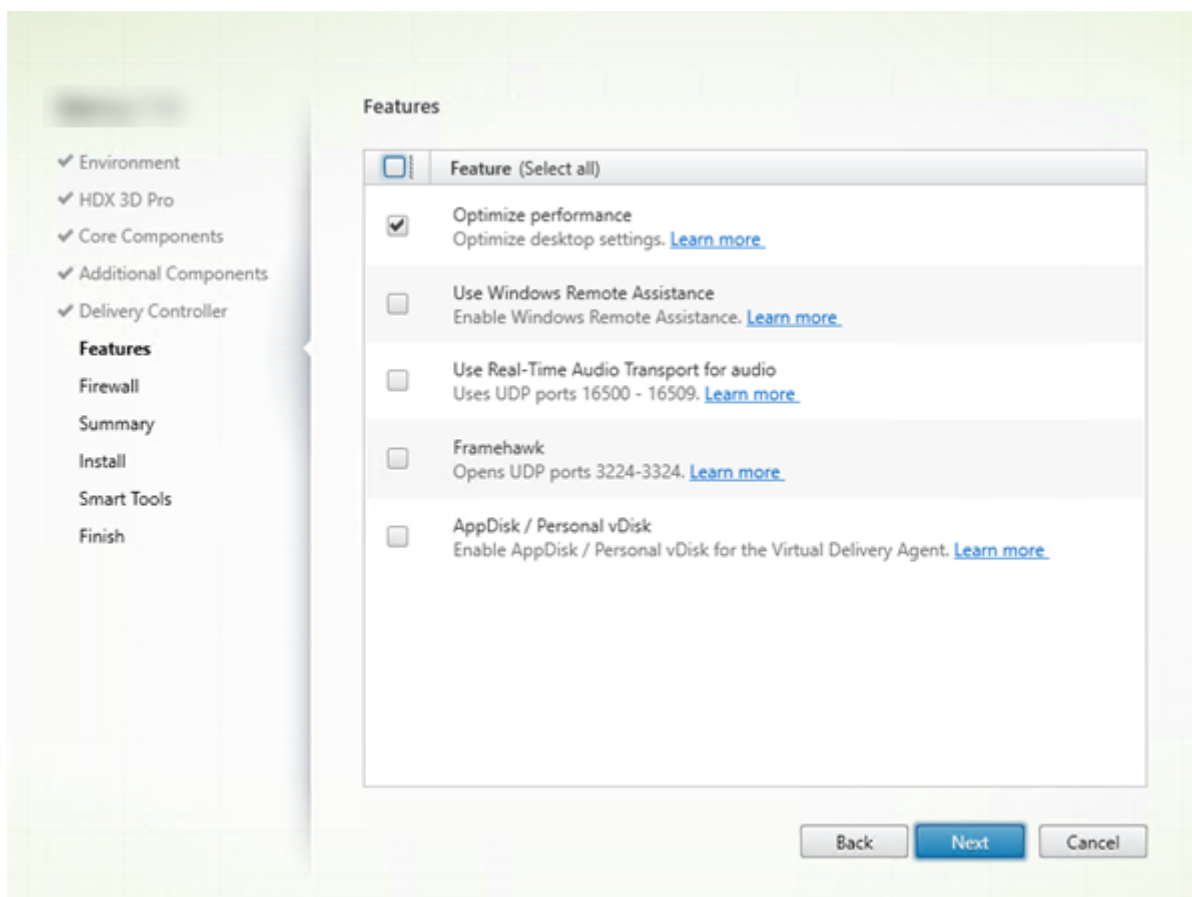 Features
Environment
HDX 3D Pro
Core Components
Additional Components
Delivery Controller
Features
Firewall
Summary
Install
Smart Tools
Finish
Feature (Select all)
Optimize performance
Optimize desktop settings. Learn more
Use Windows Remote Assistance
Enable Windows Remote Assistance. Learn more
Use Real-Time Audio Transport for audio
Uses UDP ports 16500 - 16509. Learn more
Framehawk
Opens UDP ports 3224-3324. Learn more
AppDisk / Personal vDisk
Enable AppDisk / Personal vDisk for the Virtual Delivery Agent. Learn more
Back Next Cancel